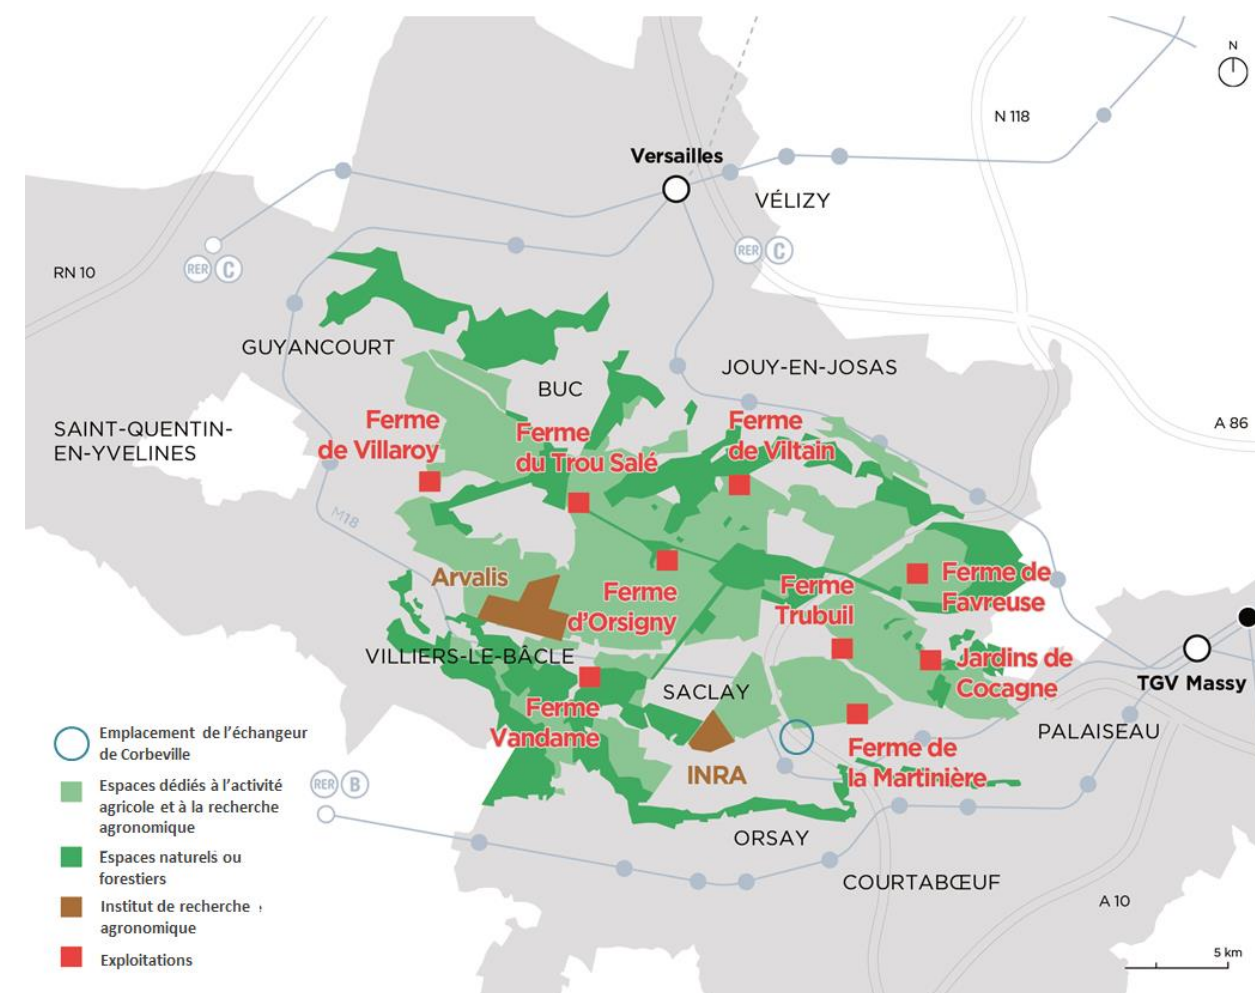 N
N 118
Versailles
VÉLIZY
RER C
RER C
RN 10
GUYANCOURT
JOUY-EN-JOSAS
BUC
SAINT-QUENTIN-
EN-YVELINES
A 86
Ferme
de Villaroy
Ferme
du Trou Salé
Ferme
de Viltain
M18
Arvalis
Ferme
d'Orsigny
Ferme
Trubuil
Ferme de
Favreuse
VILLIERS-LE-BÂCLE
Jardins de
Cocagne
TGV Massy
SACLAY
Ferme
Vandame
PALAISEAU
Ferme de
la Martinière
INRA
RER B
ORSAY
COURTABŒUF
A 10
5 km
Emplacement de l'échangeur
de Corbeville
Espaces dédiés à l'activité
agricole et à la recherche
agronomique
Espaces naturels ou
forestiers
Institut de recherche
agronomique
Exploitations